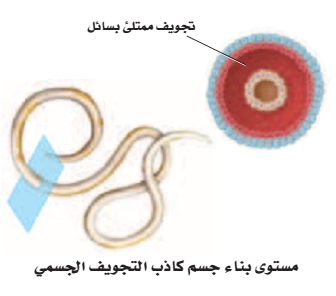 تجويف ممتلئ بسائل
مستوى بناء جسم كاذب التجويف الجسمي